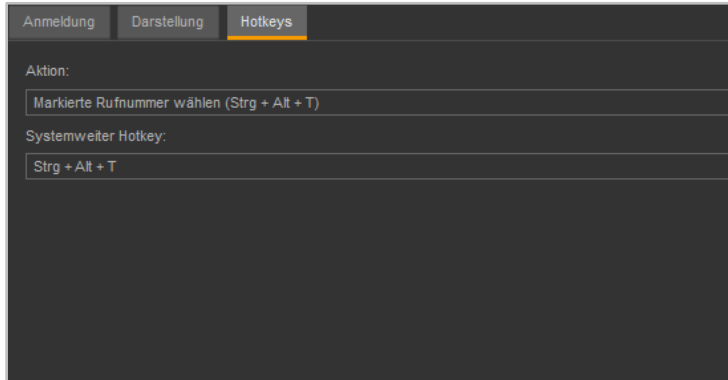 Anmeldung Darstellung Hotkeys
Aktion:
Markierte Rufnummer wählen (Strg + Alt + T)
Systemweiter Hotkey:
Strg + Alt + T